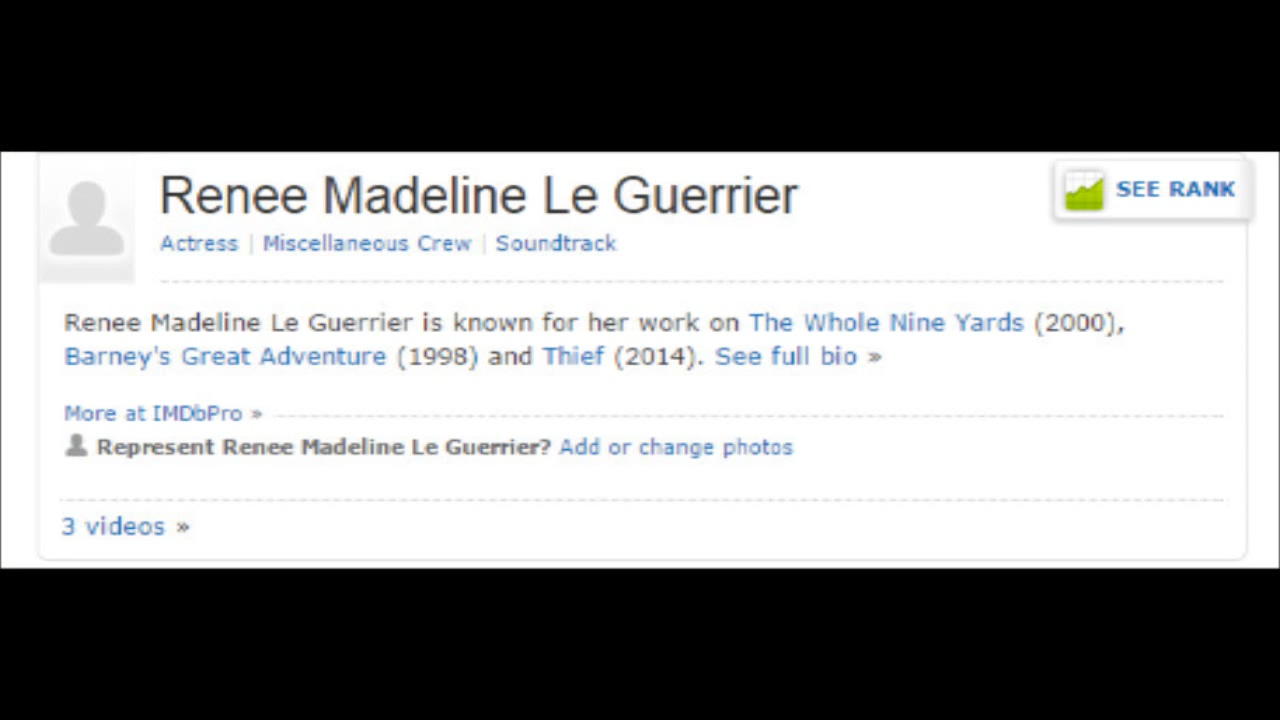 Renee Madeline Le Guerrier
SEE RANK
Actress | Miscellaneous Crew | Soundtrack
Renee Madeline Le Guerrier is known for her work on The Whole Nine Yards (2000),
Barney's Great Adventure (1998) and Thief (2014). See full bio »
More at IMDbPro »
Represent Renee Madeline Le Guerrier? Add or change photos
3 videos »